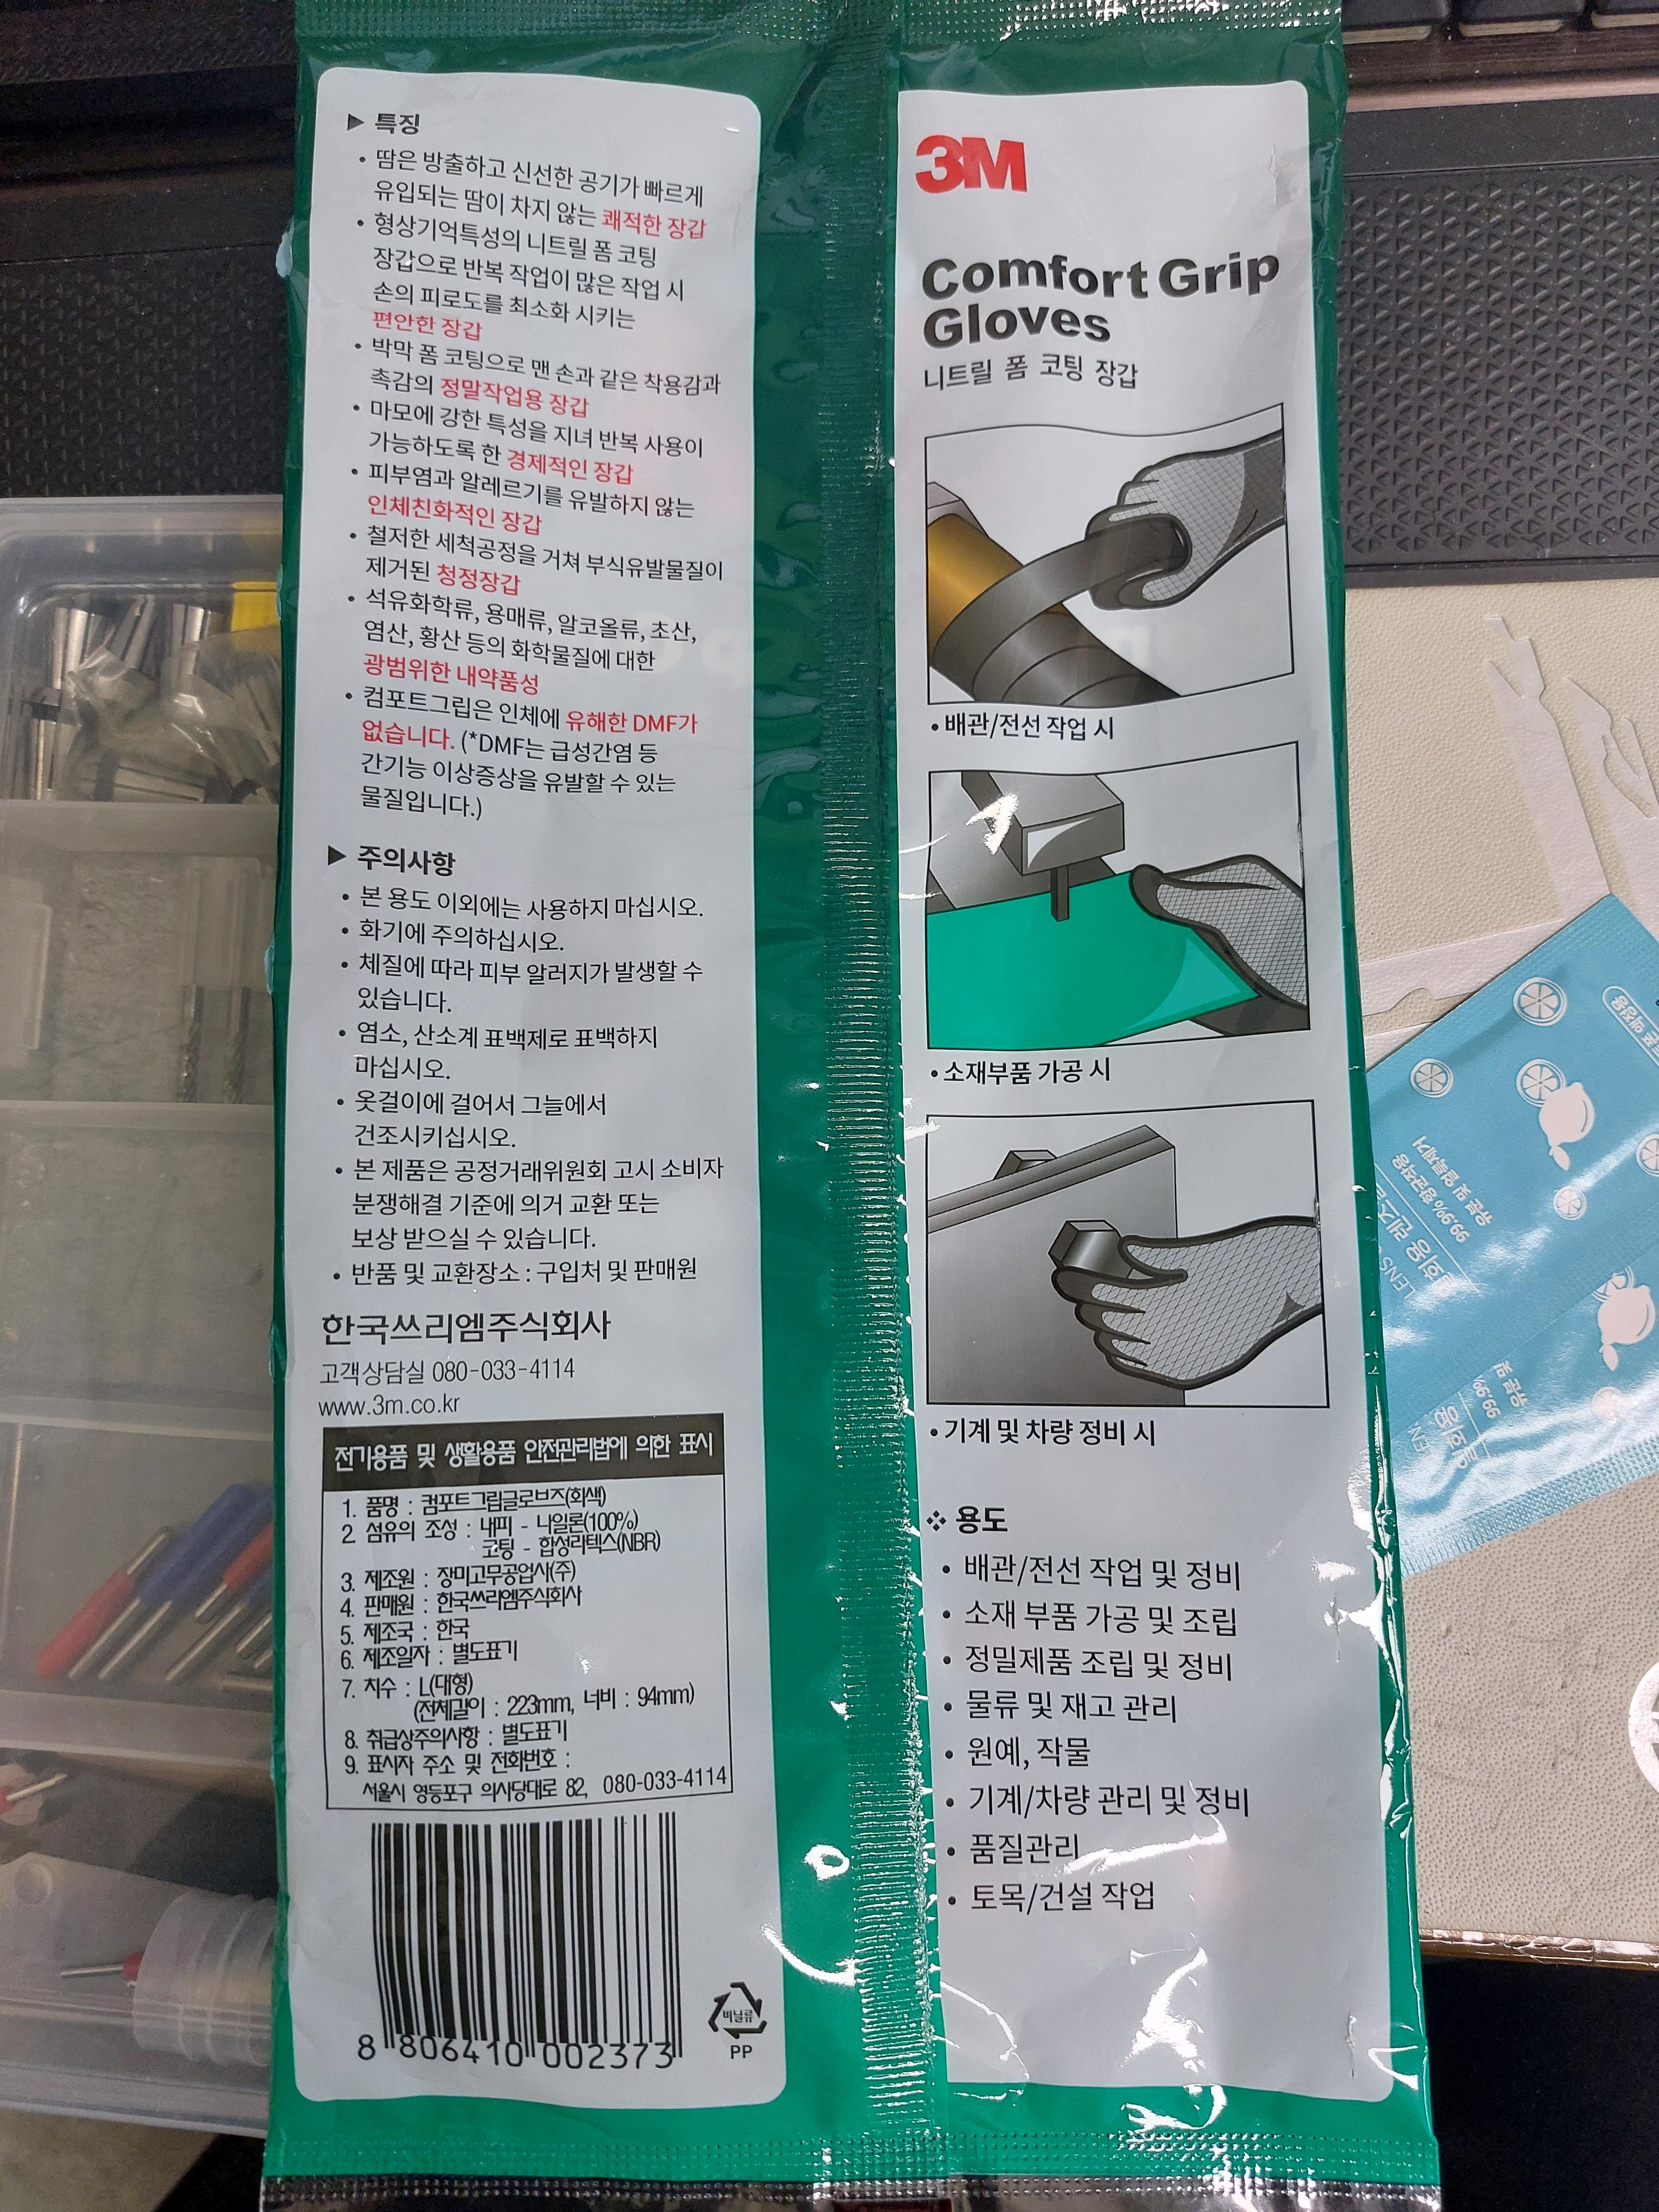 ▶ 특징
• 땀은 방출하고 신선한 공기가 빠르게
유입되는 땀이 차지 않는 쾌적한 장갑
• 형상기억특성의 니트릴 폼 코팅
장갑으로 반복 작업이 많은 작업 시
손의 피로도를 최소화 시키는
편안한 장갑
• 박막 폼 코팅으로 맨 손과 같은 착용감과
촉감의 정말작업용 장갑
• 마모에 강한 특성을 지녀 반복 사용이
가능하도록 한 경제적인 장갑
• 피부염과 알레르기를 유발하지 않는
인체친화적인 장갑
• 철저한 세척공정을 거쳐 부식유발물질이
제거된 청정장갑
• 석유화학류, 용매류, 알코올류, 초산,
염산, 황산 등의 화학물질에 대한
광범위한 내약품성
• 컴포트그립은 인체에 유해한 DMF가
없습니다. (*DMF는 급성간염 등
간기능 이상증상을 유발할 수 있는
물질입니다.)
▶ 주의사항
• 본 용도 이외에는 사용하지 마십시오.
• 화기에 주의하십시오.
• 체질에 따라 피부 알러지가 발생할 수
있습니다.
• 염소, 산소계 표백제로 표백하지
마십시오.
• 옷걸이에 걸어서 그늘에서
건조시키십시오.
• 본 제품은 공정거래위원회 고시 소비자
분쟁해결 기준에 의거 교환 또는
보상 받으실 수 있습니다.
• 반품 및 교환장소 : 구입처 및 판매원
한국쓰리엠주식회사
고객상담실 080-033-4114
www.3m.co.kr
전기용품 및 생활용품 안전관리법에 의한 표시
1. 품명 : 컴포트그립글로브즈(회색)
2. 섬유의 조성 : 내피 - 나일론(100%)
코팅 - 합성라텍스(NBR)
3. 제조원 : 장미고무공업사(주)
4. 판매원 : 한국쓰리엠주식회사
5. 제조국 : 한국
6. 제조일자 : 별도표기
7. 치수 : L(대형)
(전체길이 : 223mm, 너비 : 94mm)
8. 취급상주의사항 : 별도표기
9. 표시자 주소 및 전화번호 :
서울시 영등포구 의사당대로 82, 080-033-4114
8 806410 002373
비닐류
PP
3M
Comfort Grip
Gloves
니트릴 폼 코팅 장갑
• 배관/전선 작업 시
• 소재부품 가공 시
• 기계 및 차량 정비 시
❖ 용도
• 배관/전선 작업 및 정비
• 소재 부품 가공 및 조립
• 정밀제품 조립 및 정비
• 물류 및 재고 관리
• 원예, 작물
• 기계/차량 관리 및 정비
• 품질관리
• 토목/건설 작업
99.9%
99.9%